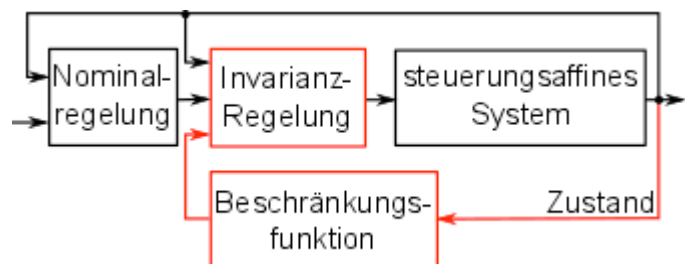 Nominal-
regelung
Invarianz-
Regelung
steuerungsaffines
System
Beschränkungs-
funktion
Zustand